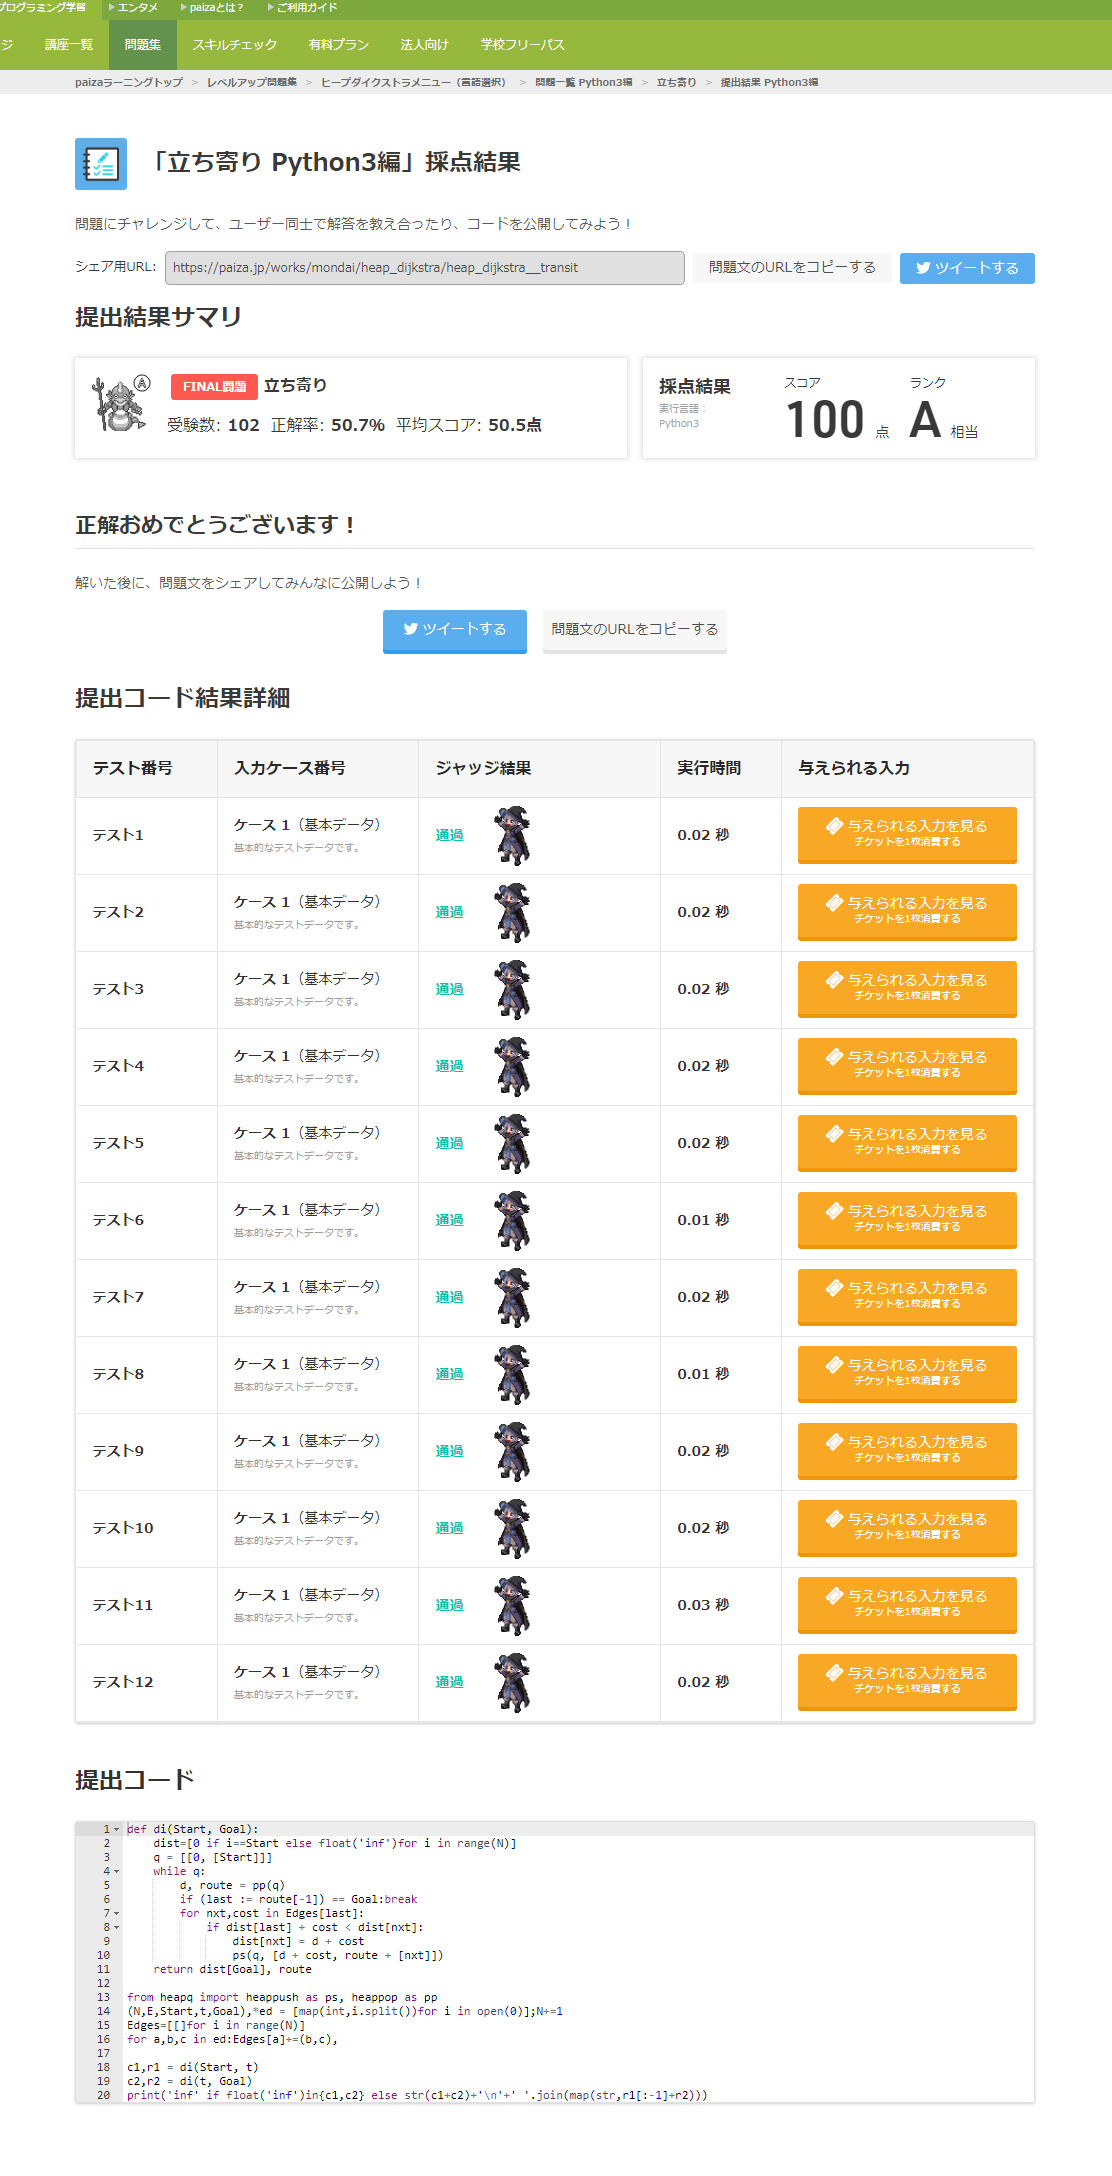 プログラミング学習 ▶ エンタメ ▶ paizaとは？ ▶ ご利用ガイド
ジ 講座一覧 問題集 スキルチェック 有料プラン 法人向け 学校フリーパス
paizaラーニングトップ > レベルアップ問題集 > ヒープダイクストラメニュー（言語選択） > 問題一覧 Python3編 > 立ち寄り > 提出結果 Python3編
「立ち寄り Python3編」採点結果
問題にチャレンジして、ユーザー同士で解答を教え合ったり、コードを公開してみよう！
シェア用URL: https://paiza.jp/works/mondai/heap_dijkstra/heap_dijkstra__transit 問題文のURLをコピーする ツイートする
提出結果サマリ
A FINAL問題 立ち寄り
受験数: 102 正解率: 50.7% 平均スコア: 50.5点
採点結果 スコア ランク
実行言語：
Python3
100 点 A 相当
正解おめでとうございます！
解いた後に、問題文をシェアしてみんなに公開しよう！
ツイートする 問題文のURLをコピーする
提出コード結果詳細
テスト番号 入力ケース番号 ジャッジ結果 実行時間 与えられる入力
テスト1 ケース 1（基本データ） 通過 0.02 秒 与えられる入力を見る
基本的なテストデータです。 チケットを1枚消費する
テスト2 ケース 1（基本データ） 通過 0.02 秒 与えられる入力を見る
基本的なテストデータです。 チケットを1枚消費する
テスト3 ケース 1（基本データ） 通過 0.02 秒 与えられる入力を見る
基本的なテストデータです。 チケットを1枚消費する
テスト4 ケース 1（基本データ） 通過 0.02 秒 与えられる入力を見る
基本的なテストデータです。 チケットを1枚消費する
テスト5 ケース 1（基本データ） 通過 0.02 秒 与えられる入力を見る
基本的なテストデータです。 チケットを1枚消費する
テスト6 ケース 1（基本データ） 通過 0.01 秒 与えられる入力を見る
基本的なテストデータです。 チケットを1枚消費する
テスト7 ケース 1（基本データ） 通過 0.02 秒 与えられる入力を見る
基本的なテストデータです。 チケットを1枚消費する
テスト8 ケース 1（基本データ） 通過 0.01 秒 与えられる入力を見る
基本的なテストデータです。 チケットを1枚消費する
テスト9 ケース 1（基本データ） 通過 0.02 秒 与えられる入力を見る
基本的なテストデータです。 チケットを1枚消費する
テスト10 ケース 1（基本データ） 通過 0.02 秒 与えられる入力を見る
基本的なテストデータです。 チケットを1枚消費する
テスト11 ケース 1（基本データ） 通過 0.03 秒 与えられる入力を見る
基本的なテストデータです。 チケットを1枚消費する
テスト12 ケース 1（基本データ） 通過 0.02 秒 与えられる入力を見る
基本的なテストデータです。 チケットを1枚消費する
提出コード
1 def di(Start, Goal):
2     dist=[0 if i==Start else float('inf')for i in range(N)]
3     q = [[0, [Start]]]
4     while q:
5         d, route = pp(q)
6         if (last := route[-1]) == Goal:break
7         for nxt,cost in Edges[last]:
8             if dist[last] + cost < dist[nxt]:
9                 dist[nxt] = d + cost
10                 ps(q, [d + cost, route + [nxt]])
11     return dist[Goal], route
12
13 from heapq import heappush as ps, heappop as pp
14 (N,E,Start,t,Goal),*ed = [map(int,i.split())for i in open(0)];N+=1
15 Edges=[[]for i in range(N)]
16 for a,b,c in ed:Edges[a]+=(b,c),
17
18 c1,r1 = di(Start, t)
19 c2,r2 = di(t, Goal)
20 print('inf' if float('inf')in{c1,c2} else str(c1+c2)+'\n'+' '.join(map(str,r1[:-1]+r2)))